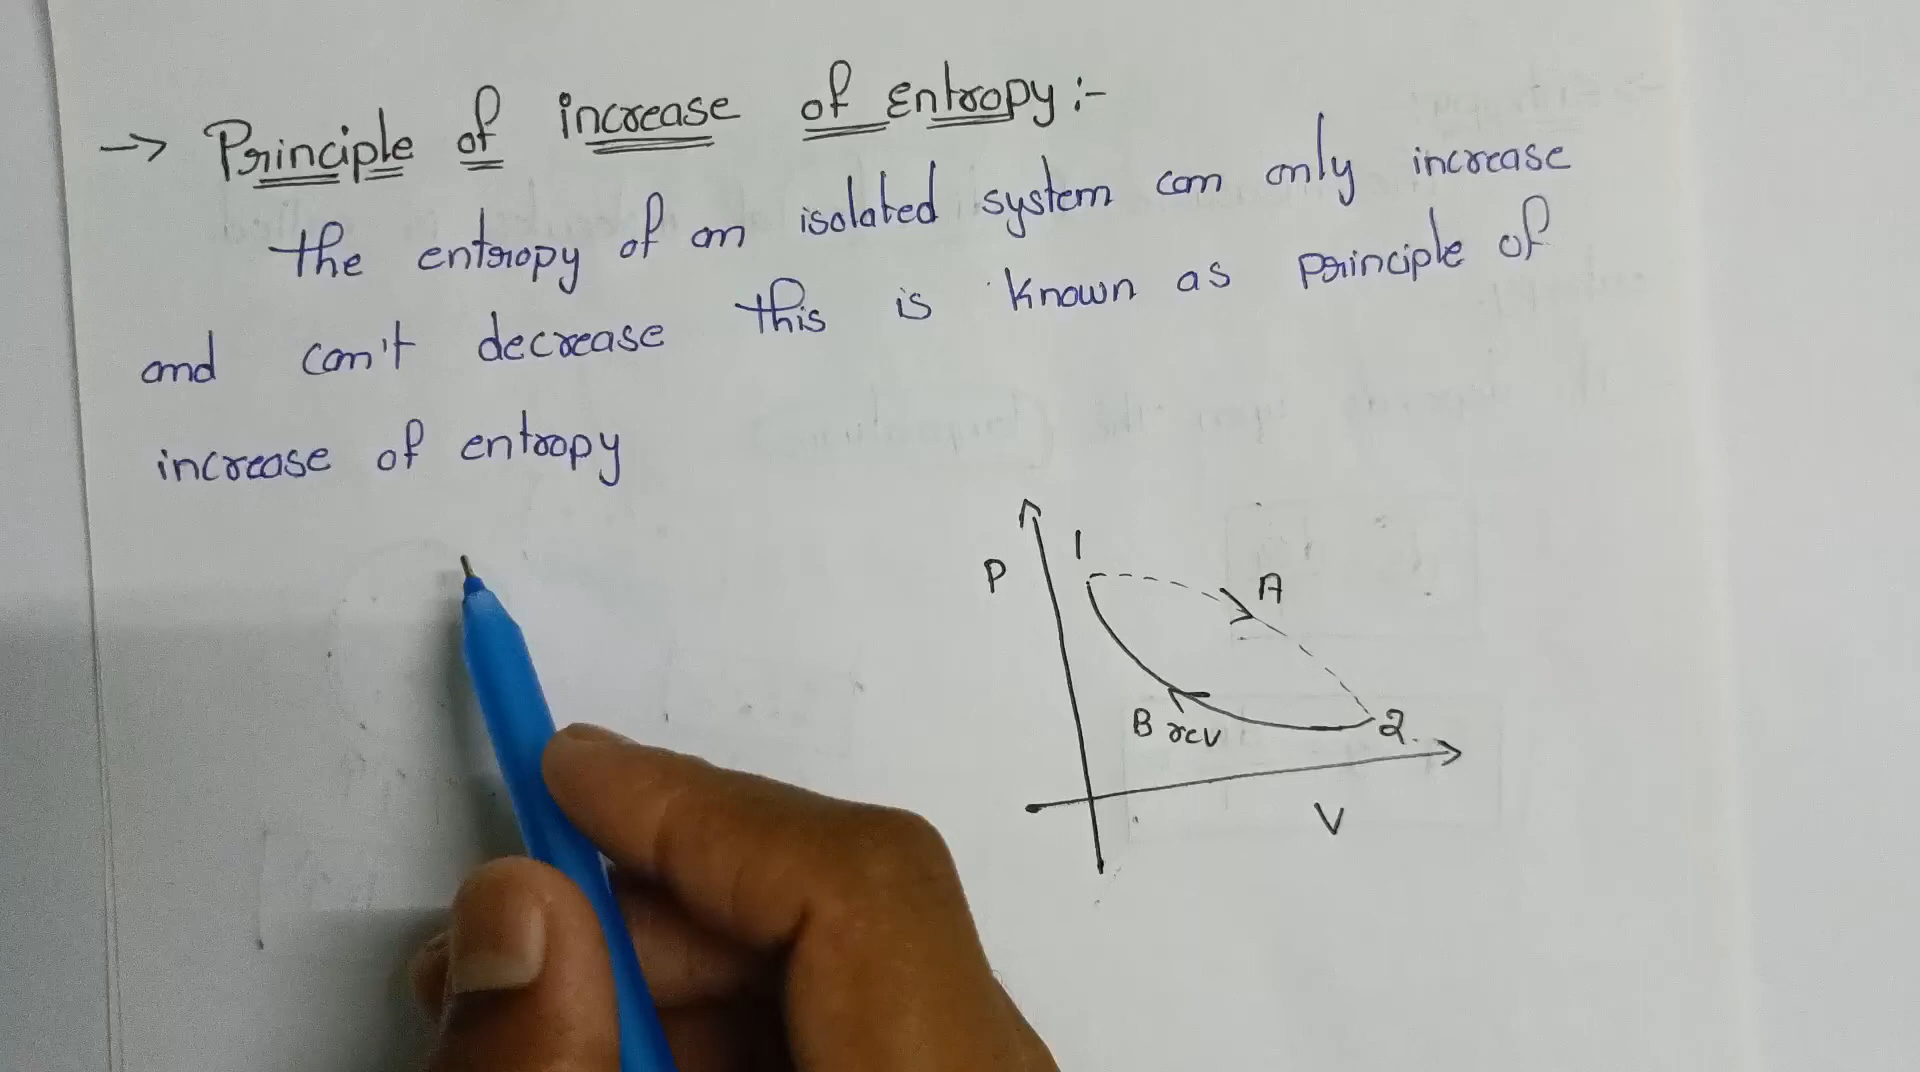 → Principle of increase of entropy :-
the entropy of an isolated system can only increase
and can't decrease this is known as principle of
increase of entropy
P
1
A
B rev
2
V